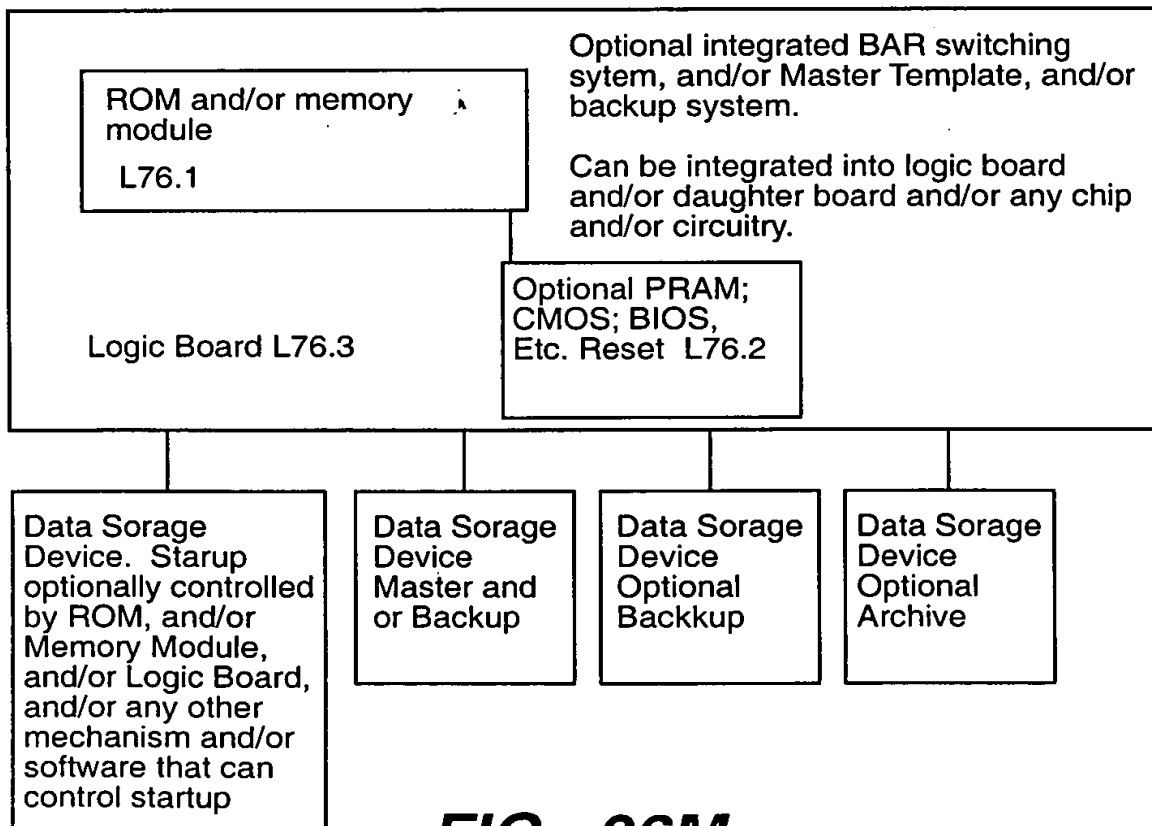 ROM and/or memory
module
L76.1
Optional integrated BAR switching
sytem, and/or Master Template, and/or
backup system.
Can be integrated into logic board
and/or daughter board and/or any chip
and/or circuitry.
Optional PRAM;
CMOS; BIOS,
Etc. Reset L76.2
Logic Board L76.3
Data Sorage
Device. Starup
optionally controlled
by ROM, and/or
Memory Module,
and/or Logic Board,
and/or any other
mechanism and/or
software that can
control startup
Data Sorage
Device
Master and
or Backup
Data Sorage
Device
Optional
Backkup
Data Sorage
Device
Optional
Archive
FIG.